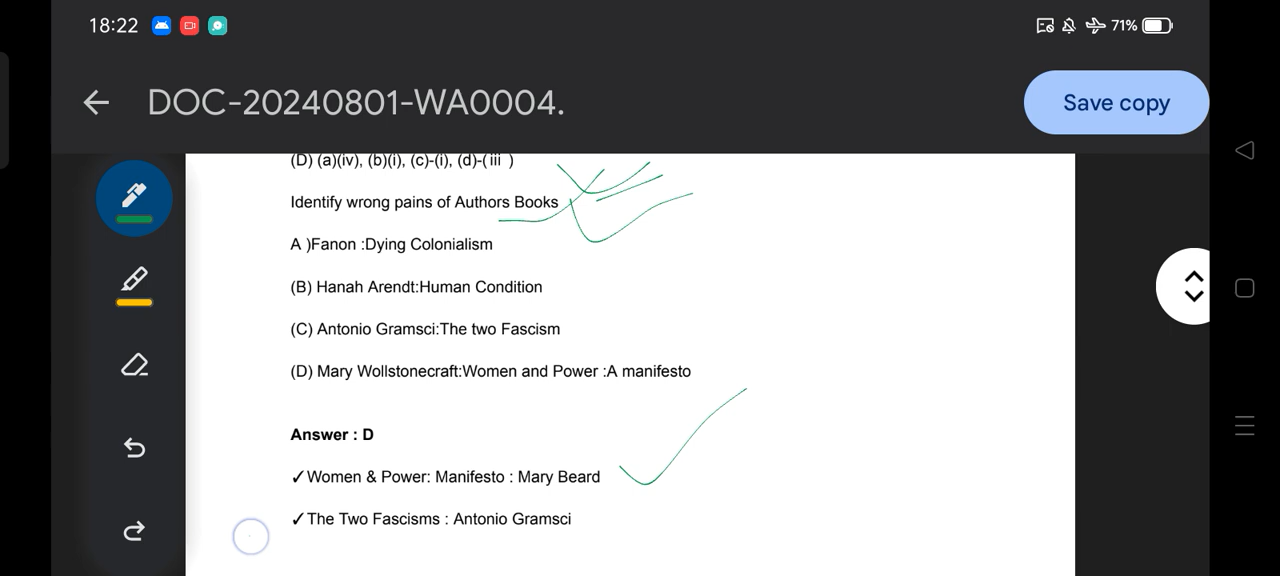 18:22
71%
DOC-20240801-WA0004.
Save copy
(D) (a)(iv), (b)(i), (c)-(i), (d)-( iii )
Identify wrong pains of Authors Books
A )Fanon :Dying Colonialism
(B) Hanah Arendt:Human Condition
(C) Antonio Gramsci:The two Fascism
(D) Mary Wollstonecraft:Women and Power :A manifesto
Answer : D
✓Women & Power: Manifesto : Mary Beard
✓The Two Fascisms : Antonio Gramsci